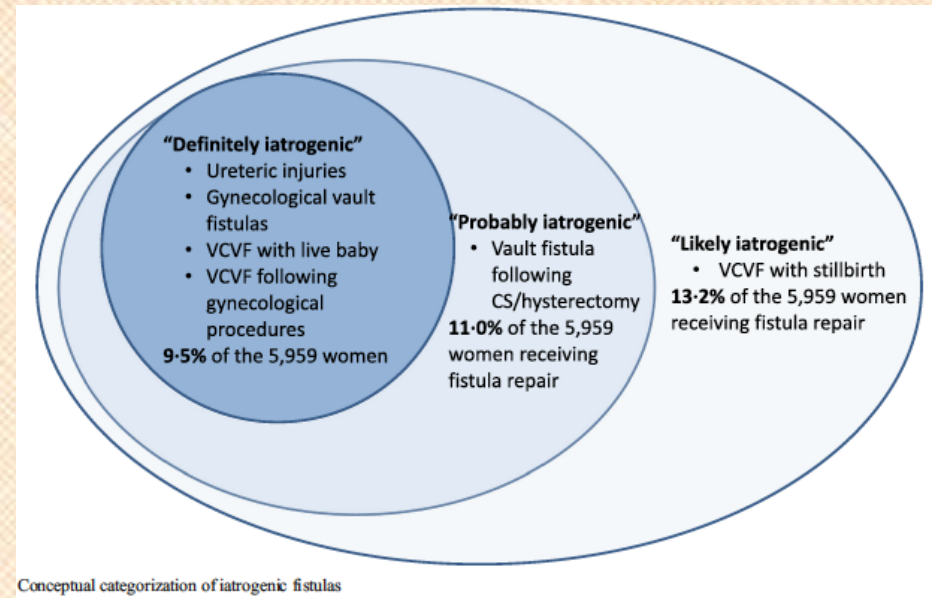 “Definitely iatrogenic”
• Ureteric injuries
• Gynecological vault
fistulas
• VCVF with live baby
• VCVF following
gynecological
procedures
9·5% of the 5,959 women
“Probably iatrogenic”
• Vault fistula
following
CS/hysterectomy
11·0% of the 5,959
women receiving
fistula repair
“Likely iatrogenic”
• VCVF with stillbirth
13·2% of the 5,959 women
receiving fistula repair
Conceptual categorization of iatrogenic fistulas